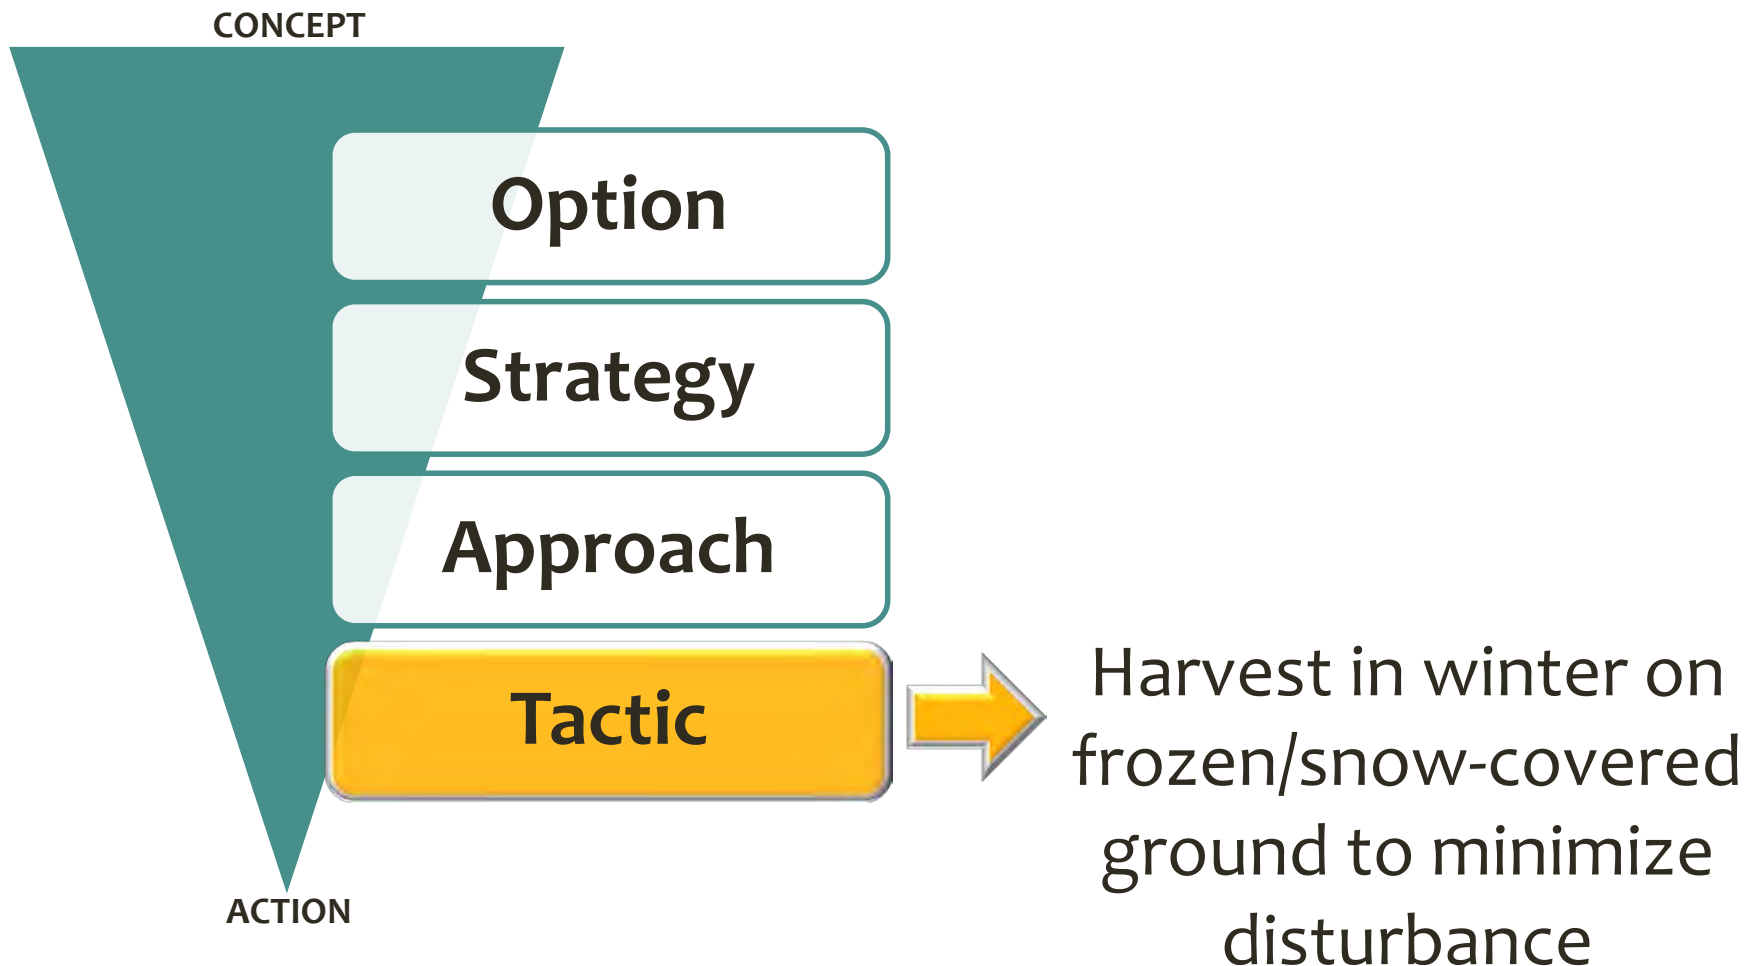 CONCEPT
Option
Strategy
Approach
Tactic
Harvest in winter on
frozen/snow-covered
ground to minimize
disturbance
ACTION